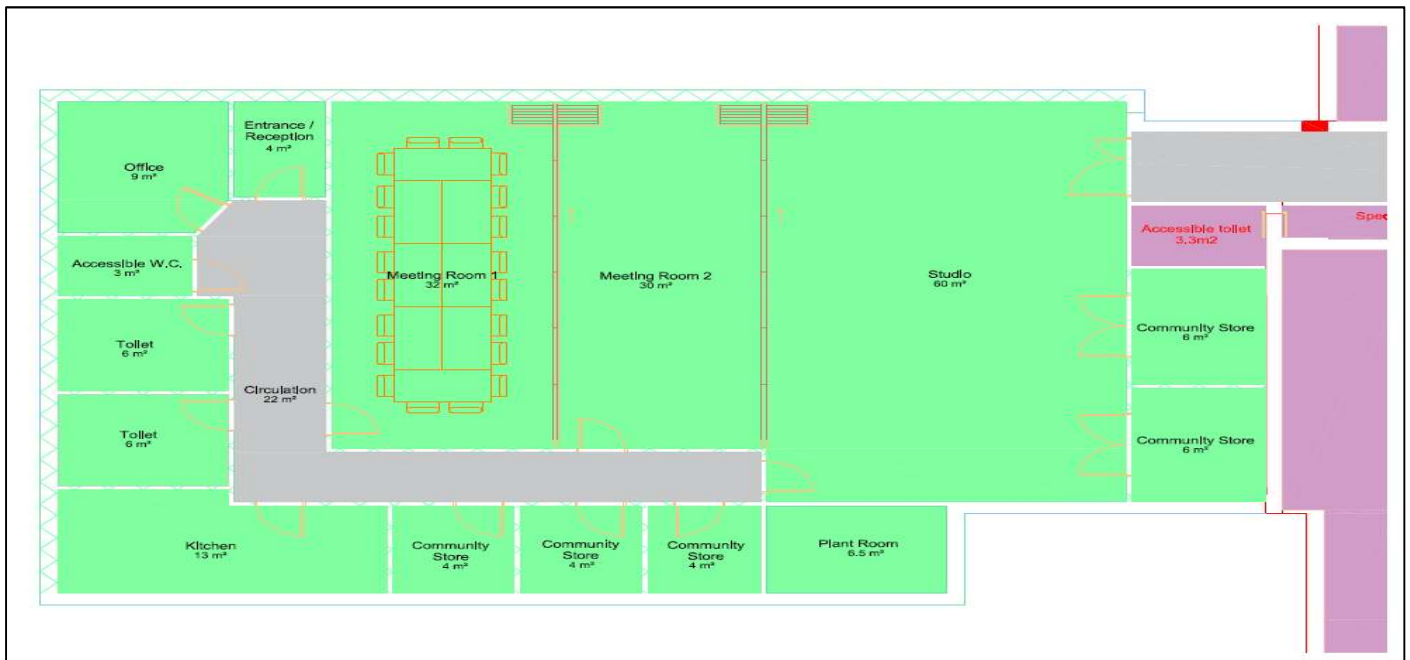 Office
9 m²
Entrance /
Reception
4 m²
Accessible W.C.
3 m²
Toilet
6 m²
Toilet
6 m²
Circulation
22 m²
Kitchen
13 m²
Meeting Room 1
32 m²
Meeting Room 2
30 m²
Studio
60 m²
Accessible toilet
3.3m2
Spec
Community Store
6 m²
Community Store
6 m²
Community
Store
4 m²
Community
Store
4 m²
Community
Store
4 m²
Plant Room
6.5 m²